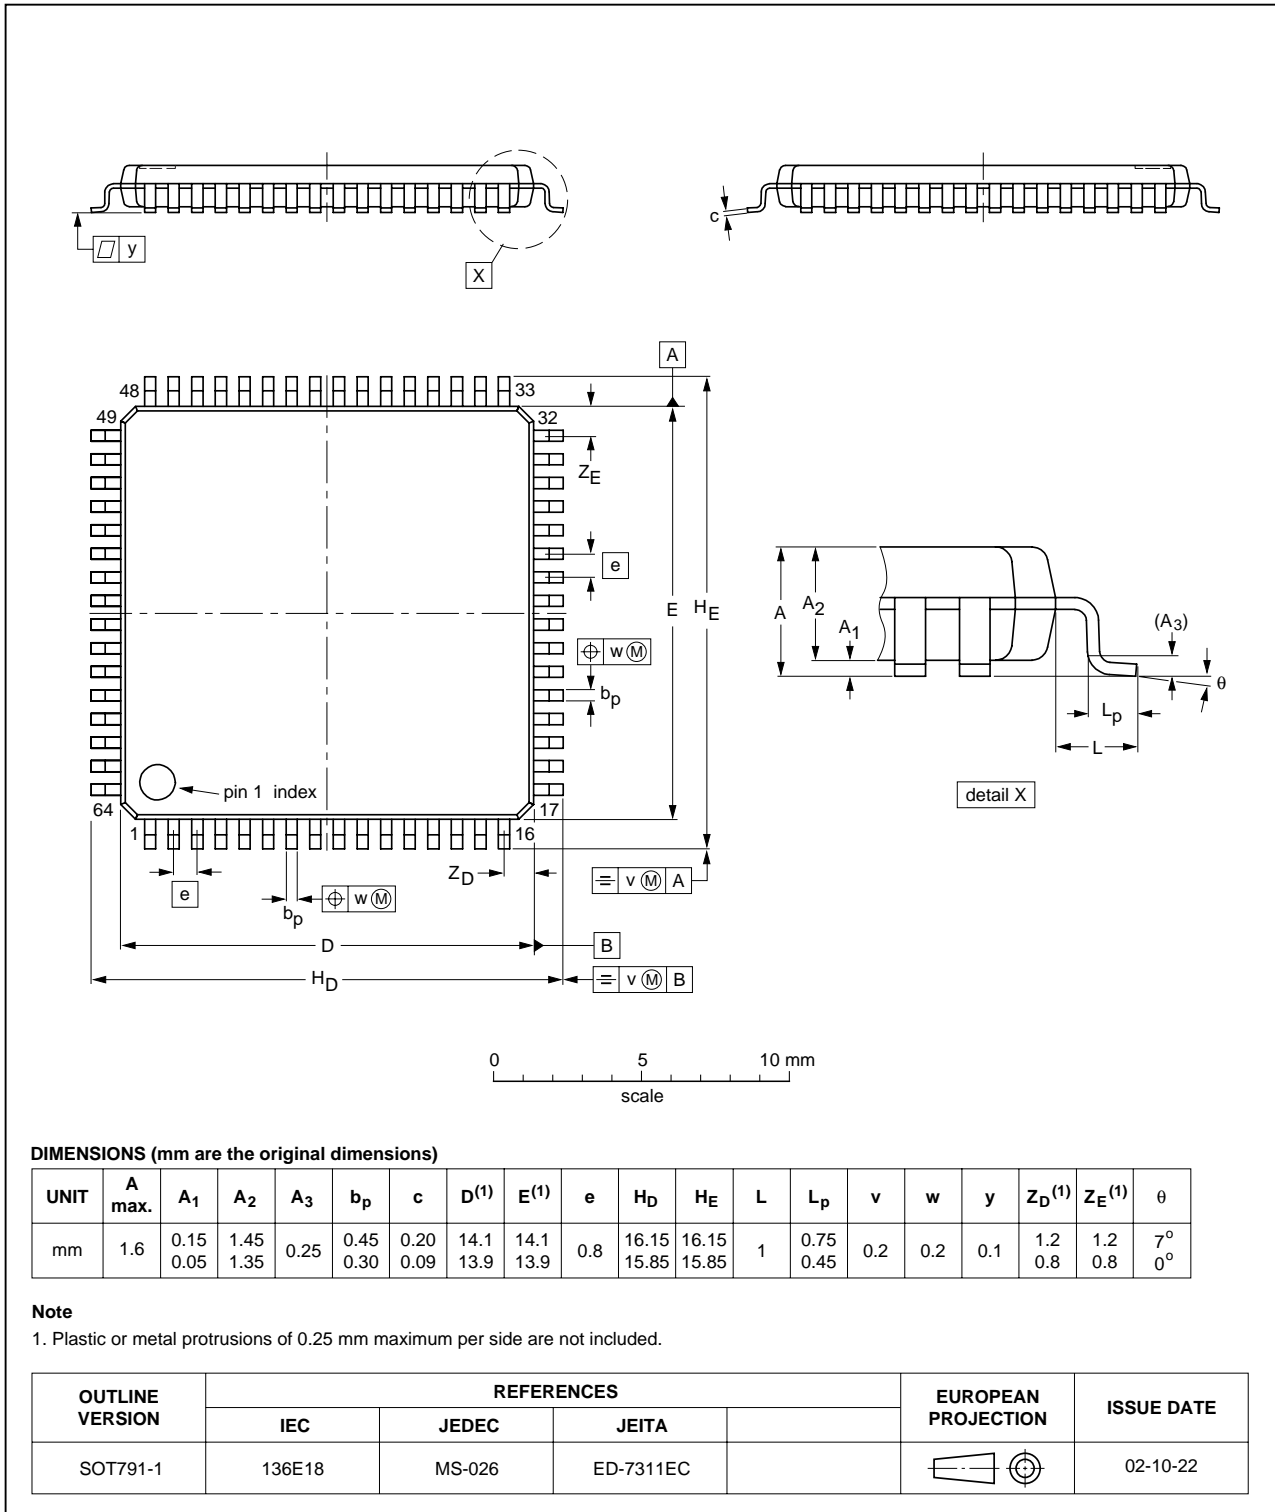 c
y
X
A
48 33
49 32
Z_E
e
E H_E
w Ⓜ
b_p
pin 1 index
64 17
1 16
Z_D
e
v Ⓜ A
b_p
w Ⓜ
D
B
H_D
v Ⓜ B
A A_2 A_1 (A_3)
θ
L_p
L
detail X
0 5 10 mm
scale
DIMENSIONS (mm are the original dimensions)
UNIT A max. A_1 A_2 A_3 b_p c D(1) E(1) e H_D H_E L L_p v w y Z_D(1) Z_E(1) θ
mm 1.6 0.15 0.05 1.45 1.35 0.25 0.45 0.30 0.20 0.09 14.1 13.9 14.1 13.9 0.8 16.15 15.85 16.15 15.85 1 0.75 0.45 0.2 0.2 0.1 1.2 0.8 1.2 0.8 7° 0°
Note
1. Plastic or metal protrusions of 0.25 mm maximum per side are not included.
OUTLINE VERSION REFERENCES EUROPEAN PROJECTION ISSUE DATE
IEC JEDEC JEITA
SOT791-1 136E18 MS-026 ED-7311EC 02-10-22